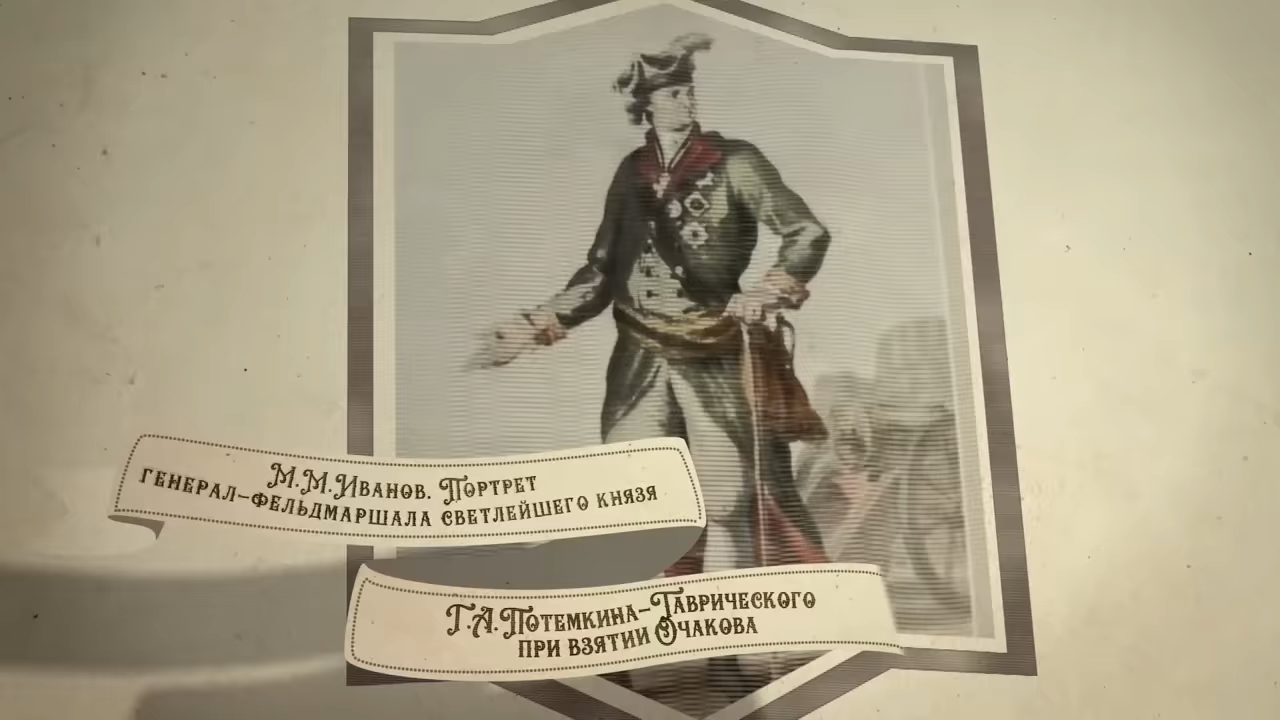 М.М.Иванов. Портрет
генерал-фельдмаршала светлейшего князя
Г.А.Потемкина-Таврического
при взятии Очакова